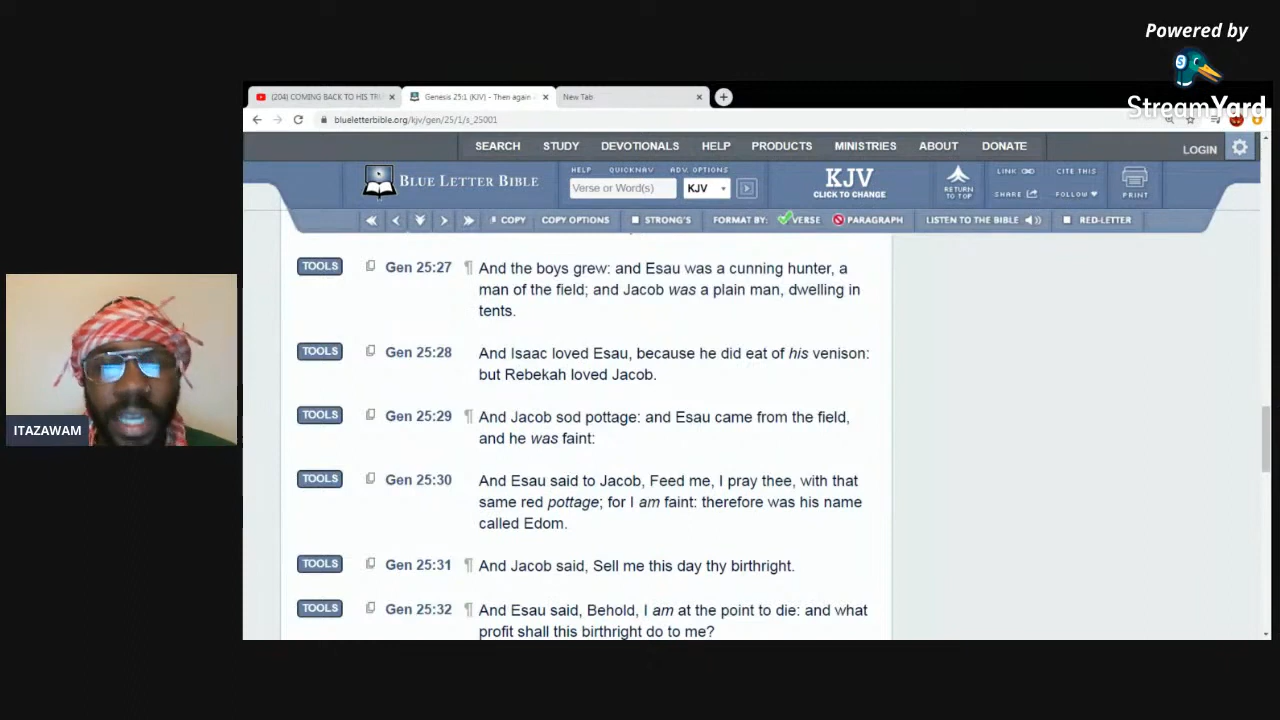 Powered by
StreamYard
(204) COMING BACK TO HIS TRU
Genesis 25:1 (KJV) - Then again
New Tab
blueletterbible.org/kjv/gen/25/1/s_25001
SEARCH STUDY DEVOTIONALS HELP PRODUCTS MINISTRIES ABOUT DONATE LOGIN
BLUE LETTER BIBLE
HELP QUICKNAV ADV. OPTIONS
Verse or Word(s) KJV
KJV
CLICK TO CHANGE
RETURN
TO TOP
LINK CITE THIS
SHARE FOLLOW
PRINT
COPY COPY OPTIONS STRONG'S FORMAT BY: VERSE PARAGRAPH LISTEN TO THE BIBLE RED-LETTER
TOOLS Gen 25:27 ¶ And the boys grew: and Esau was a cunning hunter, a
man of the field; and Jacob was a plain man, dwelling in
tents.
TOOLS Gen 25:28 And Isaac loved Esau, because he did eat of his venison:
but Rebekah loved Jacob.
TOOLS Gen 25:29 ¶ And Jacob sod pottage: and Esau came from the field,
and he was faint:
TOOLS Gen 25:30 And Esau said to Jacob, Feed me, I pray thee, with that
same red pottage; for I am faint: therefore was his name
called Edom.
TOOLS Gen 25:31 ¶ And Jacob said, Sell me this day thy birthright.
TOOLS Gen 25:32 ¶ And Esau said, Behold, I am at the point to die: and what
profit shall this birthright do to me?
ITAZAWAM